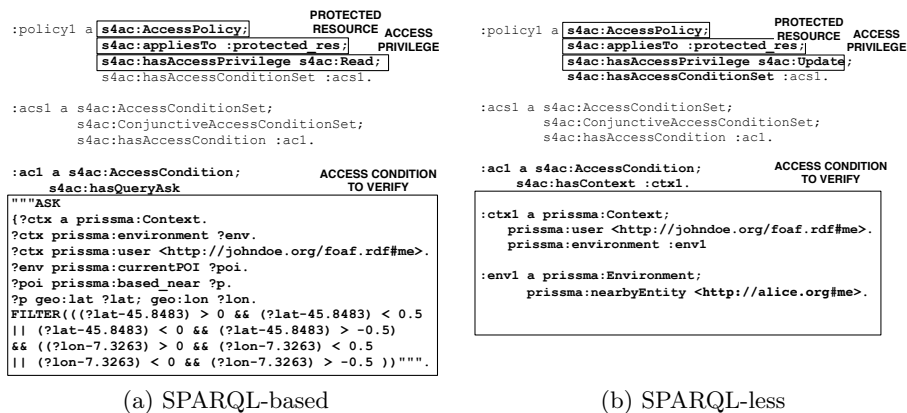 PROTECTED
RESOURCE
ACCESS
PRIVILEGE
:policy1 a s4ac:AccessPolicy;
s4ac:appliesTo :protected_res;
s4ac:hasAccessPrivilege s4ac:Read;
s4ac:hasAccessConditionSet :acs1.
:acs1 a s4ac:AccessConditionSet;
s4ac:ConjunctiveAccessConditionSet;
s4ac:hasAccessCondition :ac1.
:ac1 a s4ac:AccessCondition;
s4ac:hasQueryAsk
ACCESS CONDITION
TO VERIFY
"""ASK
{?ctx a prissma:Context.
?ctx prissma:environment ?env.
?ctx prissma:user <http://johndoe.org/foaf.rdf#me>.
?env prissma:currentPOI ?poi.
?poi prissma:based_near ?p.
?p geo:lat ?lat; geo:lon ?lon.
FILTER(((?lat-45.8483) > 0 && (?lat-45.8483) < 0.5
|| (?lat-45.8483) < 0 && (?lat-45.8483) > -0.5)
&& ((?lon-7.3263) > 0 && (?lon-7.3263) < 0.5
|| (?lon-7.3263) < 0 && (?lon-7.3263) > -0.5 ))""".
(a) SPARQL-based
PROTECTED
RESOURCE
ACCESS
PRIVILEGE
:policy1 a s4ac:AccessPolicy;
s4ac:appliesTo :protected_res;
s4ac:hasAccessPrivilege s4ac:Update;
s4ac:hasAccessConditionSet :acs1.
:acs1 a s4ac:AccessConditionSet;
s4ac:ConjunctiveAccessConditionSet;
s4ac:hasAccessCondition :ac1.
:ac1 a s4ac:AccessCondition;
s4ac:hasContext :ctx1.
ACCESS CONDITION
TO VERIFY
:ctx1 a prissma:Context;
prissma:user <http://johndoe.org/foaf.rdf#me>.
prissma:environment :env1
:env1 a prissma:Environment;
prissma:nearbyEntity <http://alice.org#me>.
(b) SPARQL-less